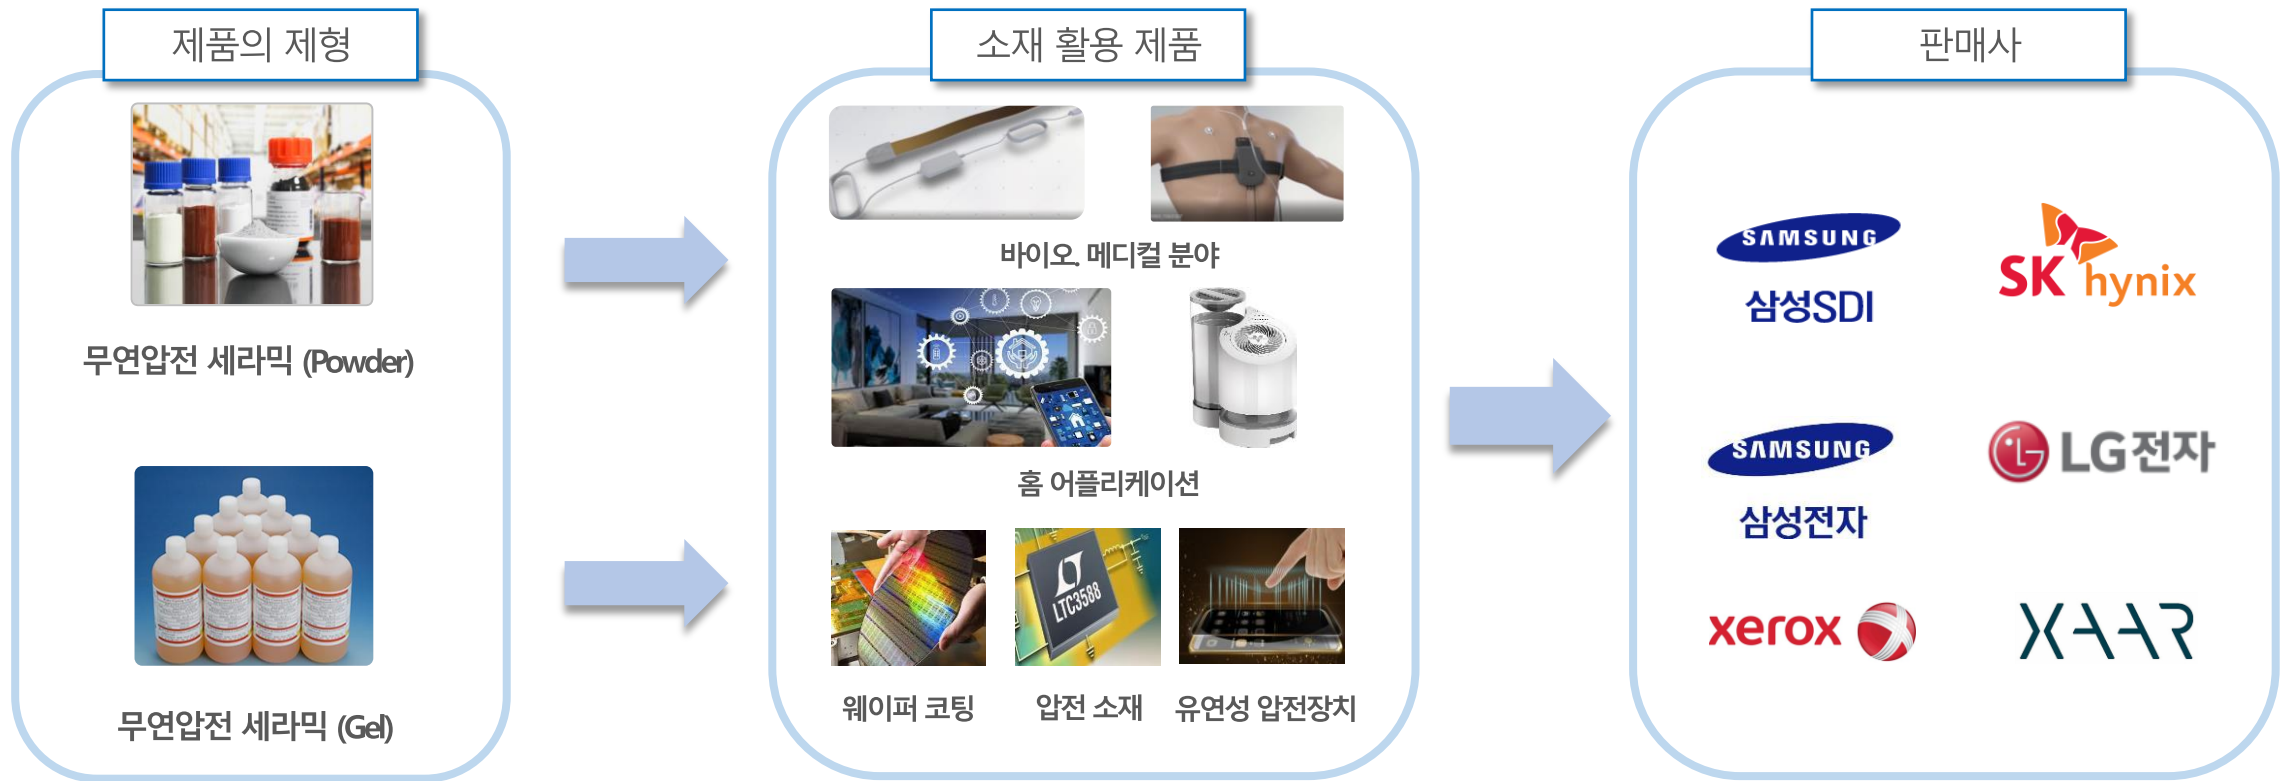 제품의 제형
소재 활용 제품
판매사
무연압전 세라믹 (Powder)
무연압전 세라믹 (Gel)
바이오. 메디컬 분야
홈 어플리케이션
LTC3588
웨이퍼 코팅
압전 소재
유연성 압전장치
SAMSUNG
삼성SDI
SK hynix
SAMSUNG
삼성전자
LG전자
xerox
XAAR